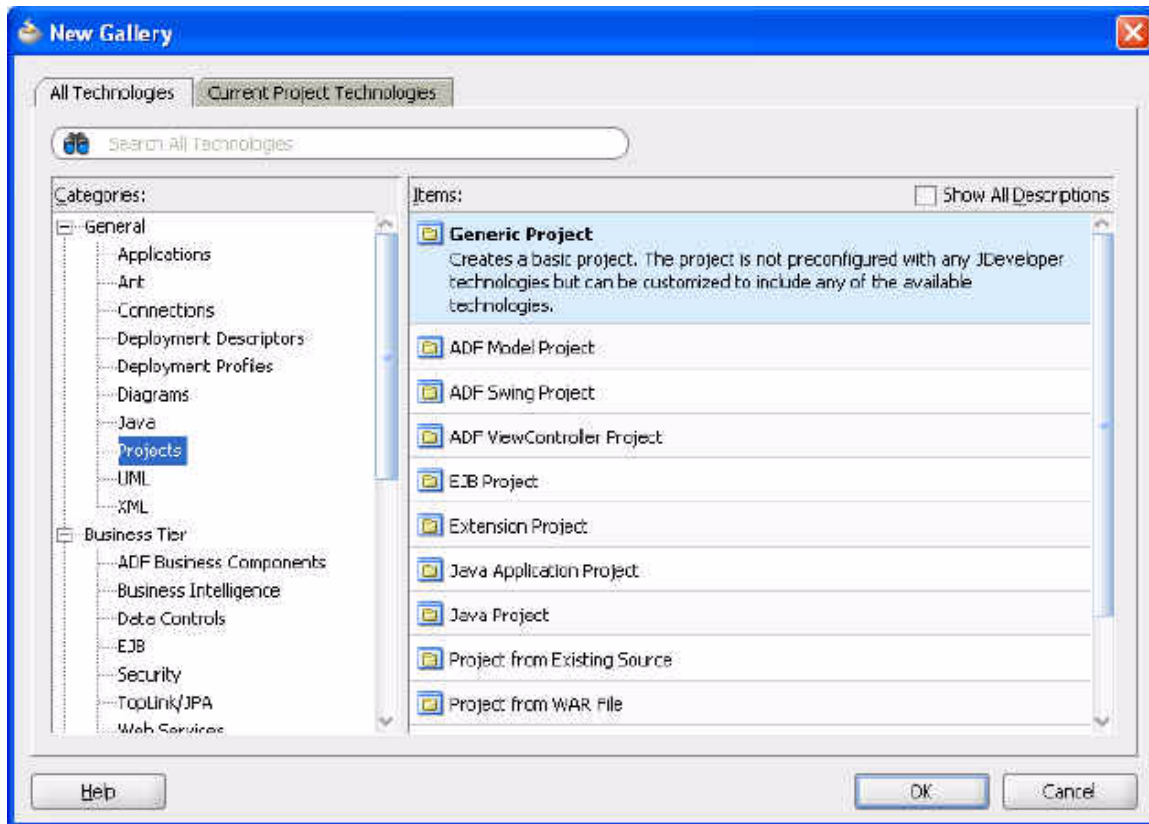 New Gallery
All Technologies Current Project Technologies
Search All Technologies
Categories: Items: Show All Descriptions
General
Applications
Ant
Connections
Deployment Descriptors
Deployment Profiles
Diagrams
Java
Projects
UML
XML
Business Tier
ADF Business Components
Business Intelligence
Data Controls
EJB
Security
TopLink/JPA
Web Services
Generic Project
Creates a basic project. The project is not preconfigured with any JDeveloper
technologies but can be customized to include any of the available
technologies.
ADF Model Project
ADF Swing Project
ADF ViewController Project
EJB Project
Extension Project
Java Application Project
Java Project
Project from Existing Source
Project from WAR File
Help OK Cancel